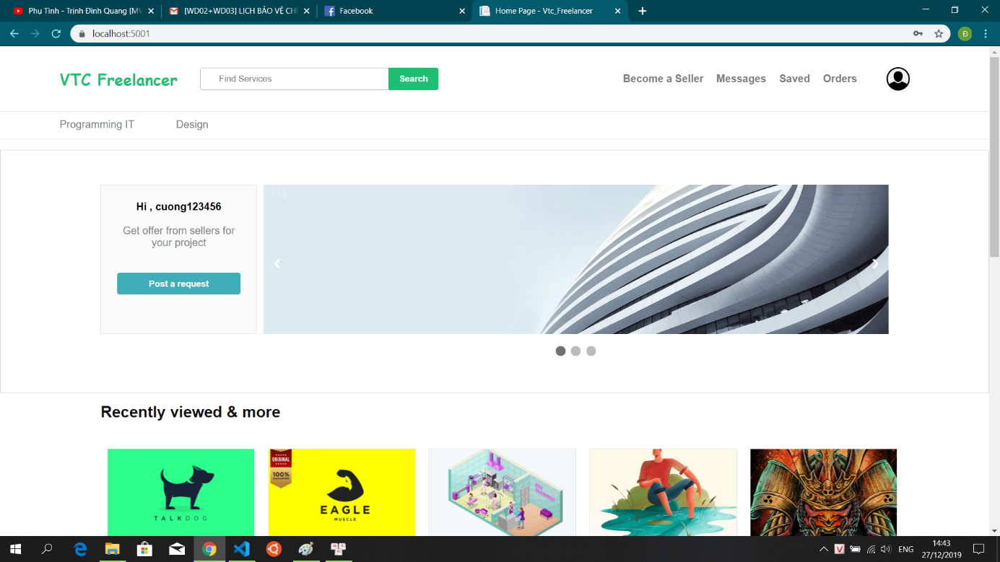 Phụ Tình - Trịnh Đình Quang [MV
[WD02+WD03] LỊCH BẢO VỆ CHÍ
Facebook
Home Page - Vtc_Freelancer
localhost:5001
Đ
VTC Freelancer
Find Services
Search
Become a Seller
Messages
Saved
Orders
Programming IT
Design
Hi , cuong123456
Get offer from sellers for
your project
Post a request
1 / 3
Recently viewed & more
TALKDOG
ORIGINAL
100%
EAGLE
MUSCLE
ENG
14:43
27/12/2019